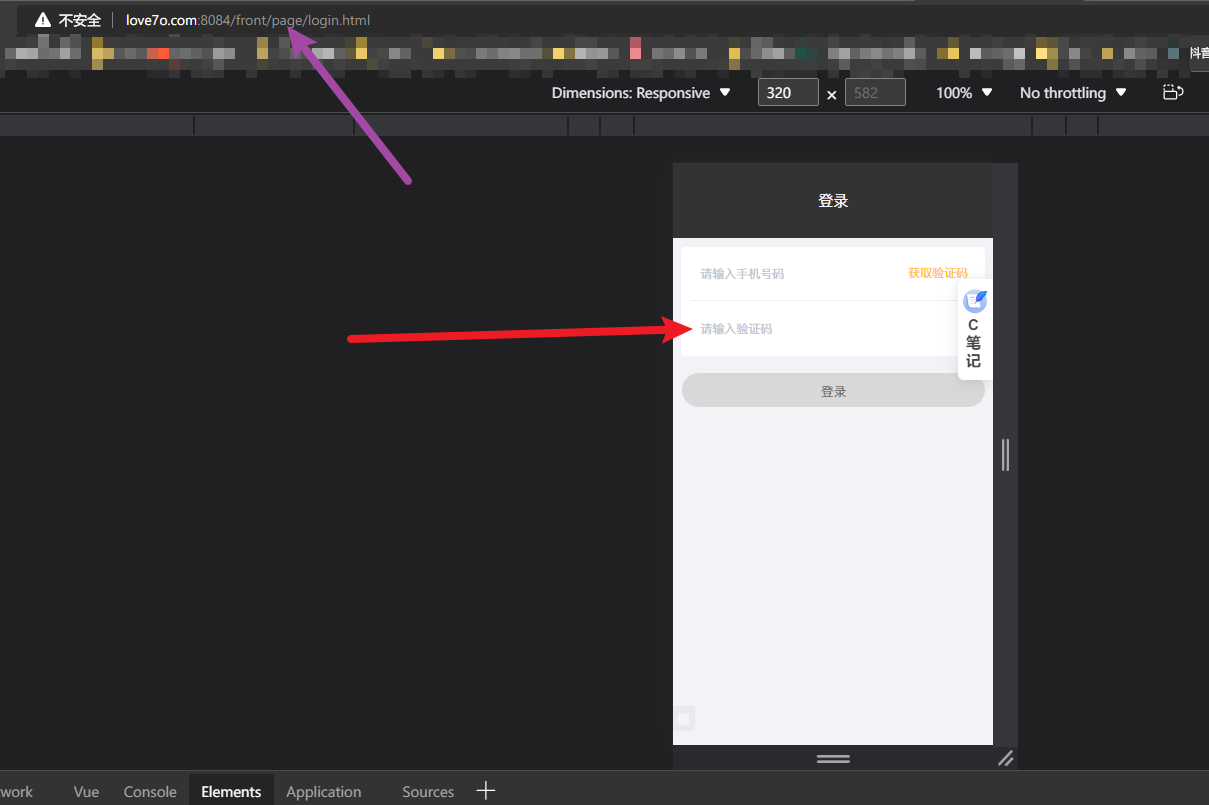 不安全 love7o.com:8084/front/page/login.html
抖音
Dimensions: Responsive 320 × 582 100% No throttling
登录
请输入手机号码 获取验证码
请输入验证码
C笔记
登录
work Vue Console Elements Application Sources